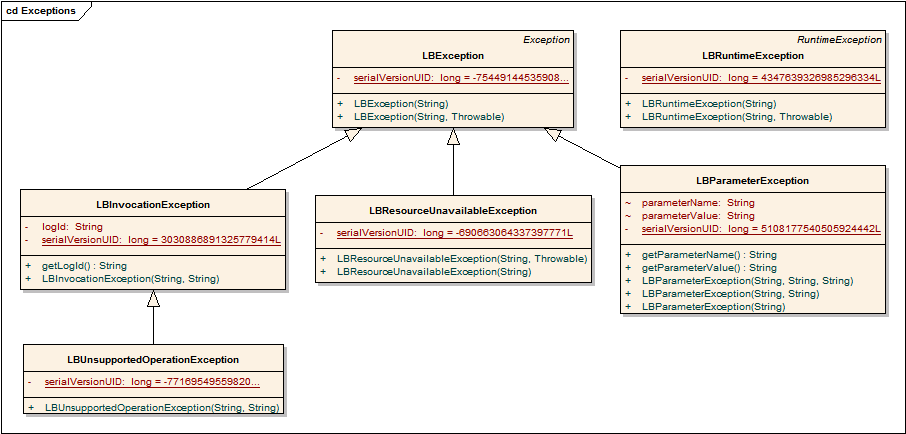 cd Exceptions
Exception
LBException
- serialVersionUID: long = -75449144535908...
+ LBException(String)
+ LBException(String, Throwable)
RuntimeException
LBRuntimeException
- serialVersionUID: long = 4347639326985296334L
+ LBRuntimeException(String)
+ LBRuntimeException(String, Throwable)
LBInvocationException
- logId: String
- serialVersionUID: long = 3030886891325779414L
+ getLogId() : String
+ LBInvocationException(String, String)
LBResourceUnavailableException
- serialVersionUID: long = -690663064337397771L
+ LBResourceUnavailableException(String, Throwable)
+ LBResourceUnavailableException(String)
LBParameterException
~ parameterName: String
~ parameterValue: String
- serialVersionUID: long = 5108177540505924442L
+ getParameterName() : String
+ getParameterValue() : String
+ LBParameterException(String, String, String)
+ LBParameterException(String, String)
+ LBParameterException(String)
LBUnsupportedOperationException
- serialVersionUID: long = -77169549559820...
+ LBUnsupportedOperationException(String, String)